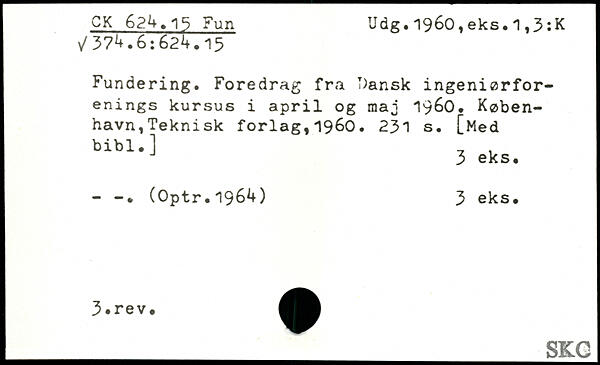 CK 624.15 Fun
Udg.1960,eks.1,3:K
√374.6:624.15
Fundering. Foredrag fra Dansk ingeniørfor-
enings kursus i april og maj 1960. Køben-
havn,Teknisk forlag,1960. 231 s. [Med
bibl.]
3 eks.
- -. (Optr.1964)
3 eks.
3.rev.
SKC